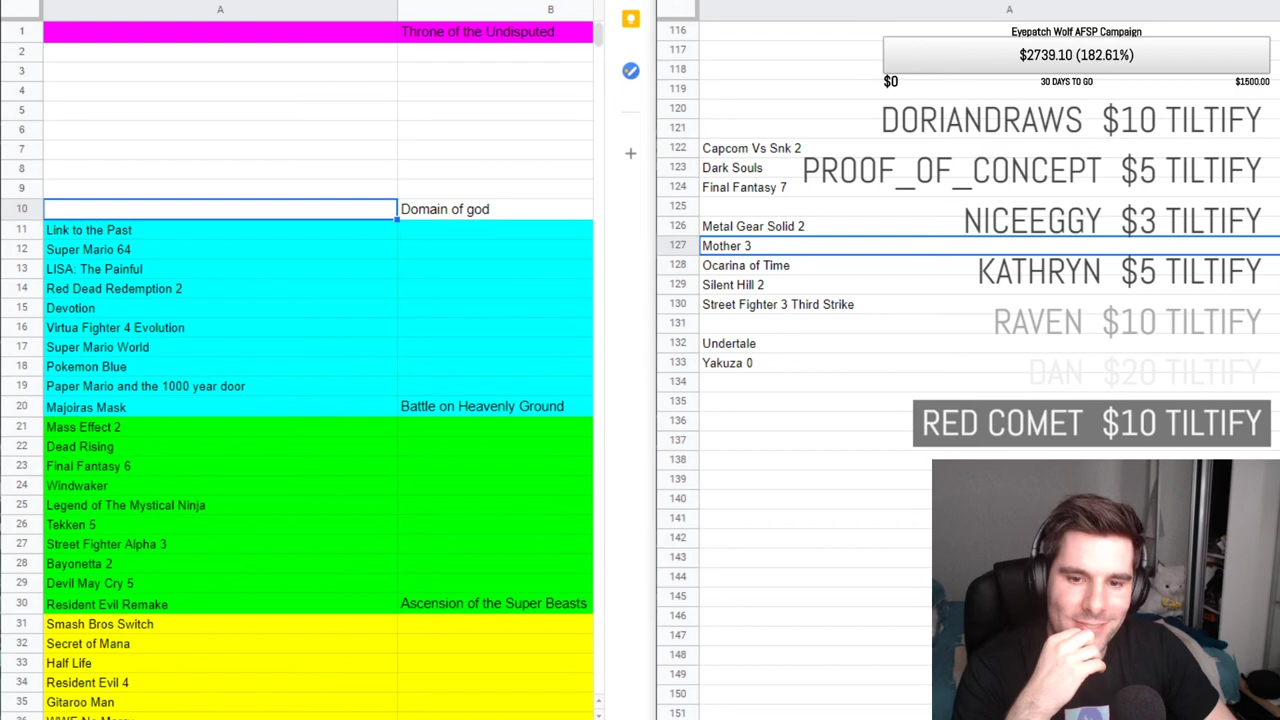 A
B
1 Throne of the Undisputed
2
3
4
5
6
7
8
9
10 Domain of god
11 Link to the Past
12 Super Mario 64
13 LISA: The Painful
14 Red Dead Redemption 2
15 Devotion
16 Virtua Fighter 4 Evolution
17 Super Mario World
18 Pokemon Blue
19 Paper Mario and the 1000 year door
20 Majoiras Mask Battle on Heavenly Ground
21 Mass Effect 2
22 Dead Rising
23 Final Fantasy 6
24 Windwaker
25 Legend of The Mystical Ninja
26 Tekken 5
27 Street Fighter Alpha 3
28 Bayonetta 2
29 Devil May Cry 5
30 Resident Evil Remake Ascension of the Super Beasts
31 Smash Bros Switch
32 Secret of Mana
33 Half Life
34 Resident Evil 4
35 Gitaroo Man
A
116
117
118
119
120
121
122 Capcom Vs Snk 2
123 Dark Souls
124 Final Fantasy 7
125
126 Metal Gear Solid 2
127 Mother 3
128 Ocarina of Time
129 Silent Hill 2
130 Street Fighter 3 Third Strike
131
132 Undertale
133 Yakuza 0
134
135
136
137
138
139
140
141
142
143
144
145
146
147
148
149
150
151
Eyepatch Wolf AFSP Campaign
$2739.10 (182.61%)
$0 30 DAYS TO GO $1500.00
DORIANDRAWS $10 TILTIFY
PROOF_OF_CONCEPT $5 TILTIFY
NICEEGGY $3 TILTIFY
KATHRYN $5 TILTIFY
RAVEN $10 TILTIFY
DAN $20 TILTIFY
RED COMET $10 TILTIFY